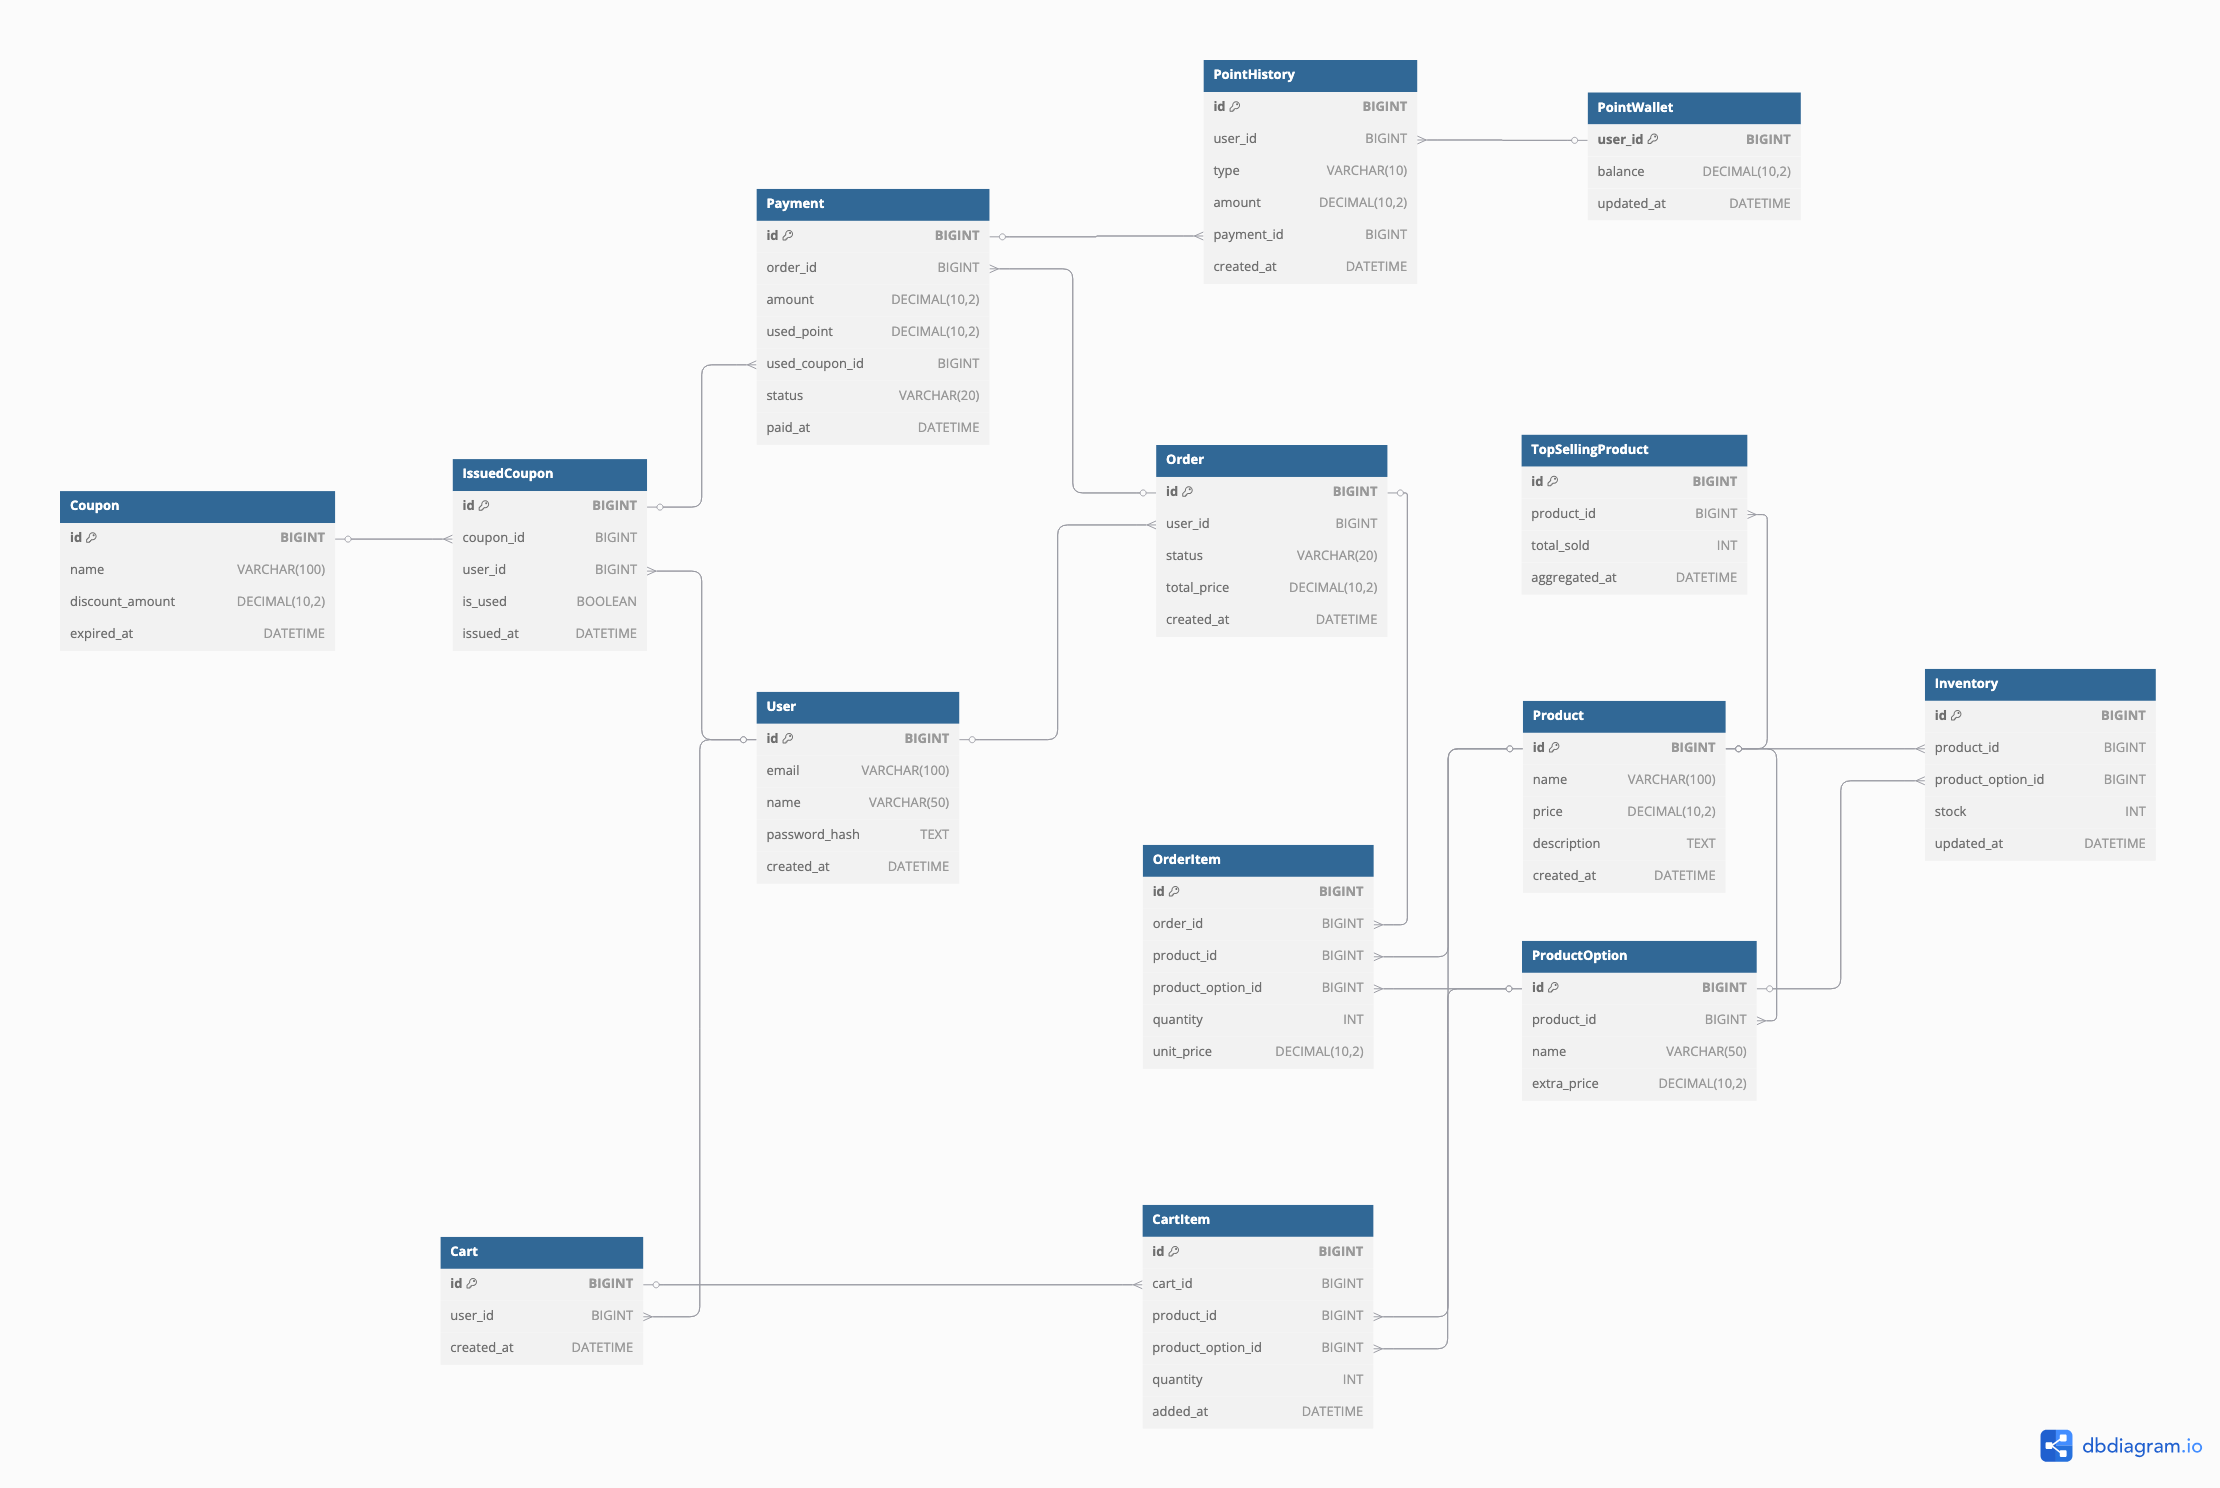 PointHistory
id BIGINT
user_id BIGINT
type VARCHAR(10)
amount DECIMAL(10,2)
payment_id BIGINT
created_at DATETIME
PointWallet
user_id BIGINT
balance DECIMAL(10,2)
updated_at DATETIME
Payment
id BIGINT
order_id BIGINT
amount DECIMAL(10,2)
used_point DECIMAL(10,2)
used_coupon_id BIGINT
status VARCHAR(20)
paid_at DATETIME
Order
id BIGINT
user_id BIGINT
status VARCHAR(20)
total_price DECIMAL(10,2)
created_at DATETIME
TopSellingProduct
id BIGINT
product_id BIGINT
total_sold INT
aggregated_at DATETIME
IssuedCoupon
id BIGINT
coupon_id BIGINT
user_id BIGINT
is_used BOOLEAN
issued_at DATETIME
Coupon
id BIGINT
name VARCHAR(100)
discount_amount DECIMAL(10,2)
expired_at DATETIME
User
id BIGINT
email VARCHAR(100)
name VARCHAR(50)
password_hash TEXT
created_at DATETIME
Product
id BIGINT
name VARCHAR(100)
price DECIMAL(10,2)
description TEXT
created_at DATETIME
Inventory
id BIGINT
product_id BIGINT
product_option_id BIGINT
stock INT
updated_at DATETIME
OrderItem
id BIGINT
order_id BIGINT
product_id BIGINT
product_option_id BIGINT
quantity INT
unit_price DECIMAL(10,2)
ProductOption
id BIGINT
product_id BIGINT
name VARCHAR(50)
extra_price DECIMAL(10,2)
Cart
id BIGINT
user_id BIGINT
created_at DATETIME
CartItem
id BIGINT
cart_id BIGINT
product_id BIGINT
product_option_id BIGINT
quantity INT
added_at DATETIME
dbdiagram.io